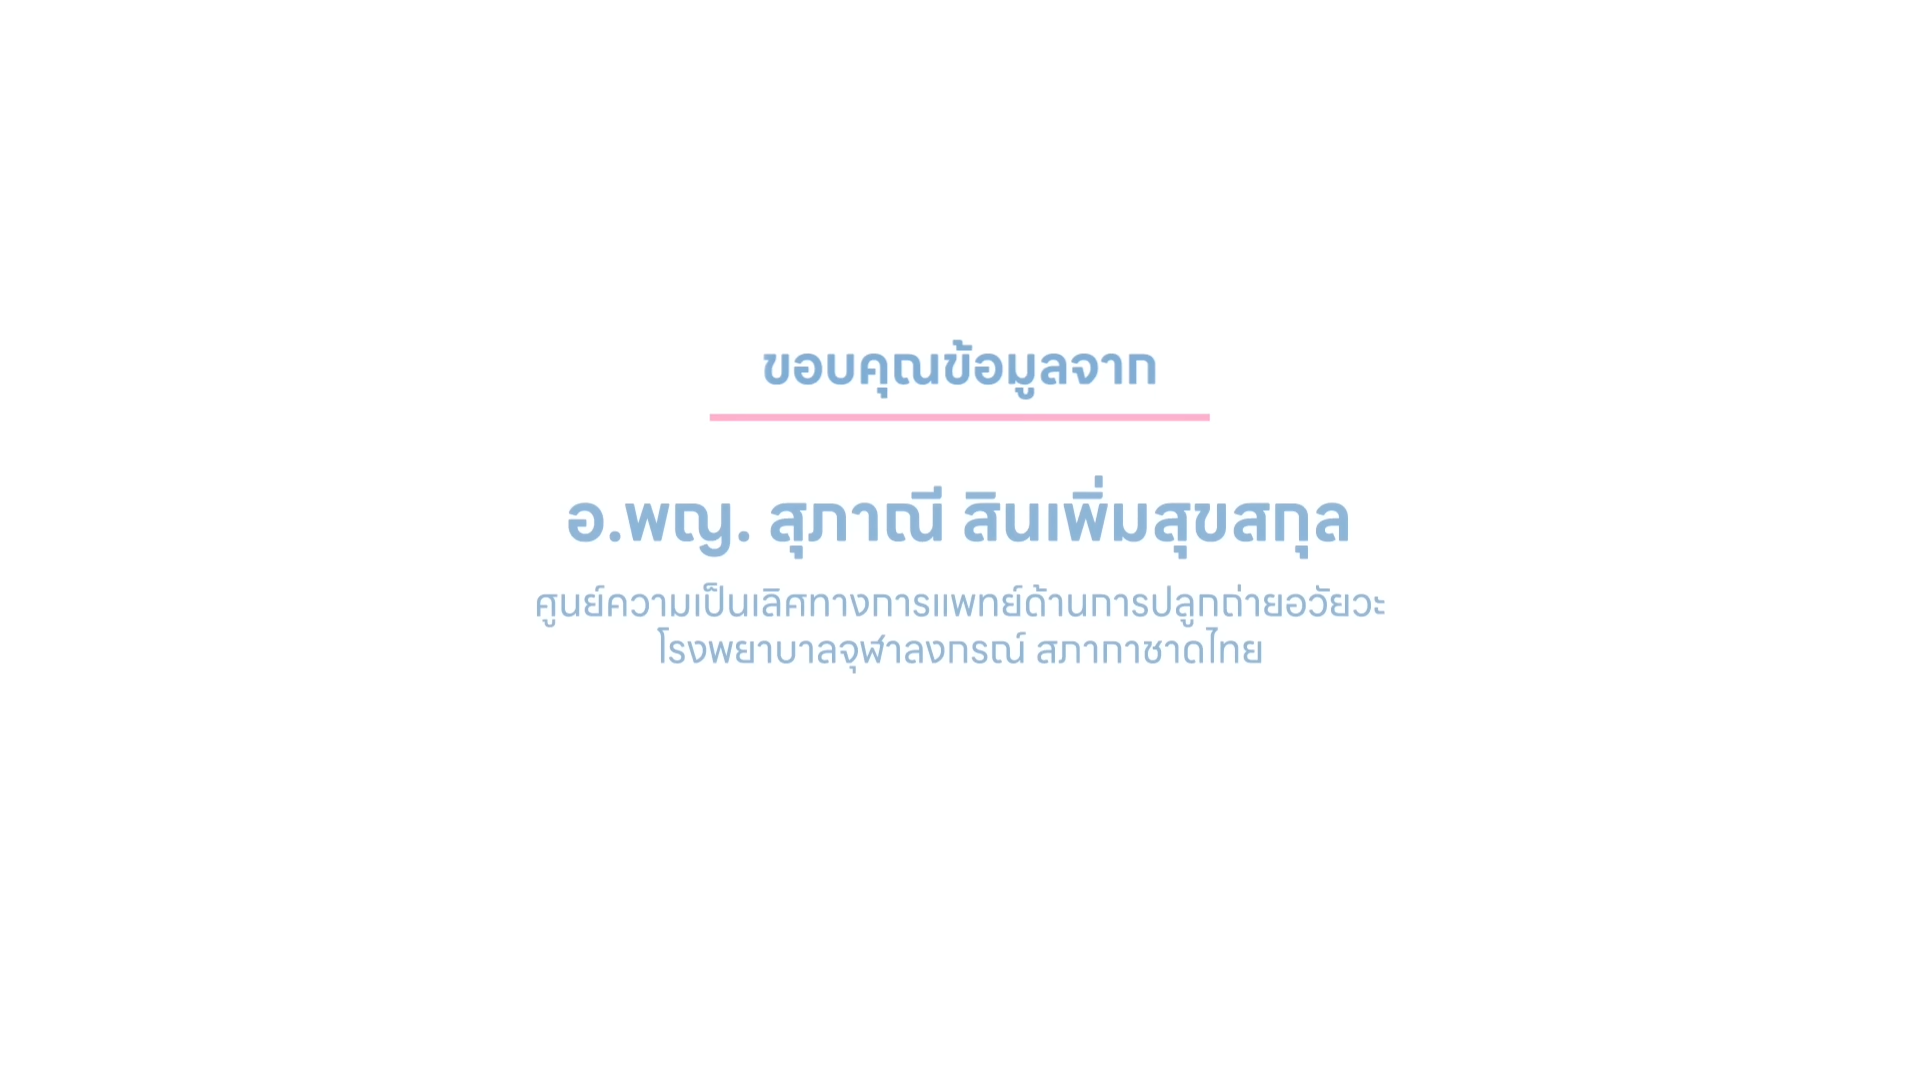 ขอบคุณข้อมูลจาก
อ.พญ. สุภาณี สินเพิ่มสุขสกุล
ศูนย์ความเป็นเลิศทางการแพทย์ด้านการปลูกถ่ายอวัยวะ
โรงพยาบาลจุฬาลงกรณ์ สภากาชาดไทย